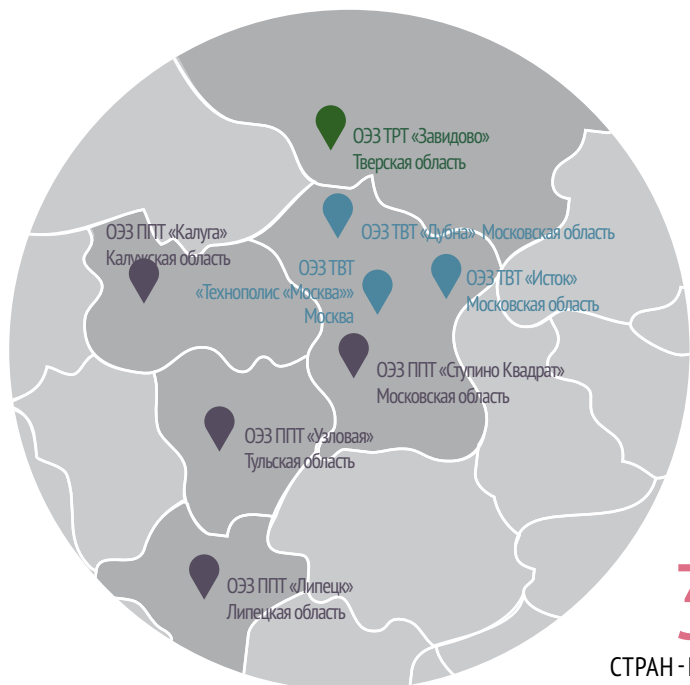 ОЭЗ ТРТ «Завидово»
Тверская область
ОЭЗ ППТ «Калуга»
Калужская область
ОЭЗ ТВТ «Дубна» Московская область
ОЭЗ ТВТ
«Технополис «Москва»»
Москва
ОЭЗ ТВТ «Исток»
Московская область
ОЭЗ ППТ «Ступино Квадрат»
Московская область
ОЭЗ ППТ «Узловая»
Тульская область
ОЭЗ ППТ «Липецк»
Липецкая область
СТРАН -